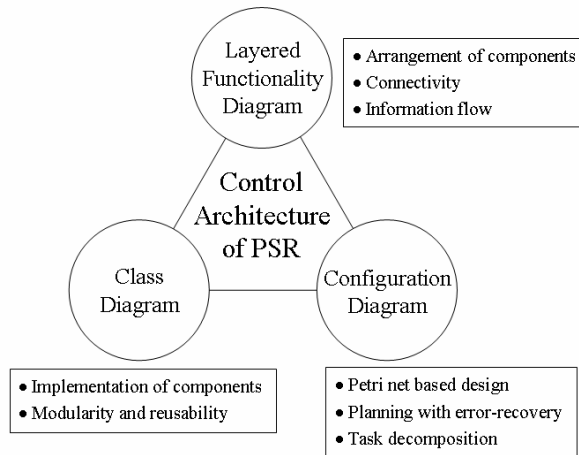 Layered
Functionality
Diagram
● Arrangement of components
● Connectivity
● Information flow
Control
Architecture
of PSR
Class
Diagram
Configuration
Diagram
● Implementation of components
● Modularity and reusability
● Petri net based design
● Planning with error-recovery
● Task decomposition